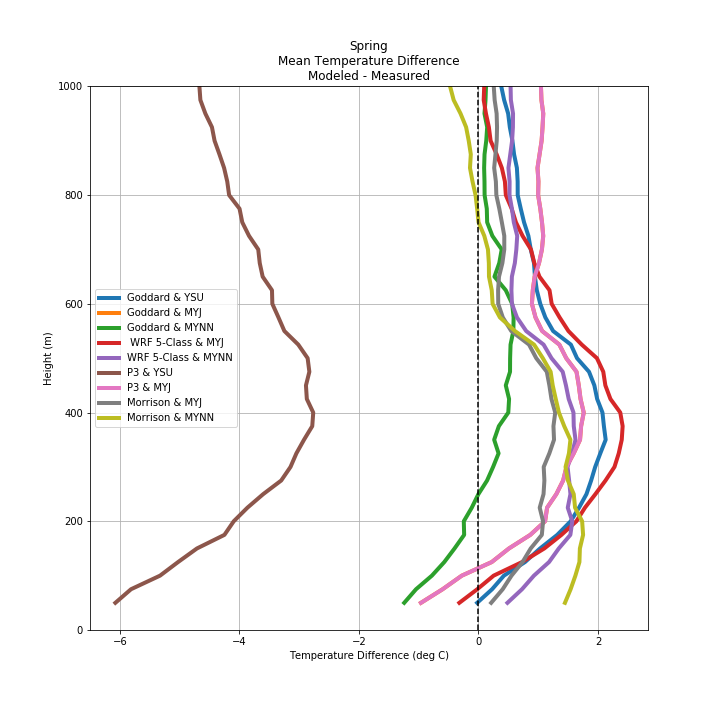 Spring
Mean Temperature Difference
Modeled - Measured
1000
800
600
400
200
0
Height (m)
Goddard & YSU
Goddard & MYJ
Goddard & MYNN
WRF 5-Class & MYJ
WRF 5-Class & MYNN
P3 & YSU
P3 & MYJ
Morrison & MYJ
Morrison & MYNN
−6
−4
−2
0
2
Temperature Difference (deg C)